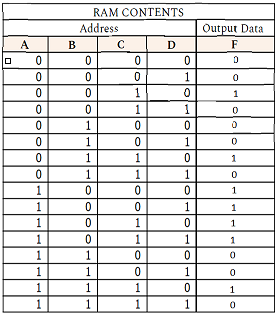 RAM CONTENTS
Address Output Data
A B C D F
0 0 0 0 0
0 0 0 1 0
0 0 1 0 1
0 0 1 1 0
0 1 0 0 0
0 1 0 1 0
0 1 1 0 1
0 1 1 1 0
1 0 0 0 1
1 0 0 1 1
1 0 1 0 1
1 0 1 1 1
1 1 0 0 0
1 1 0 1 0
1 1 1 0 1
1 1 1 1 0